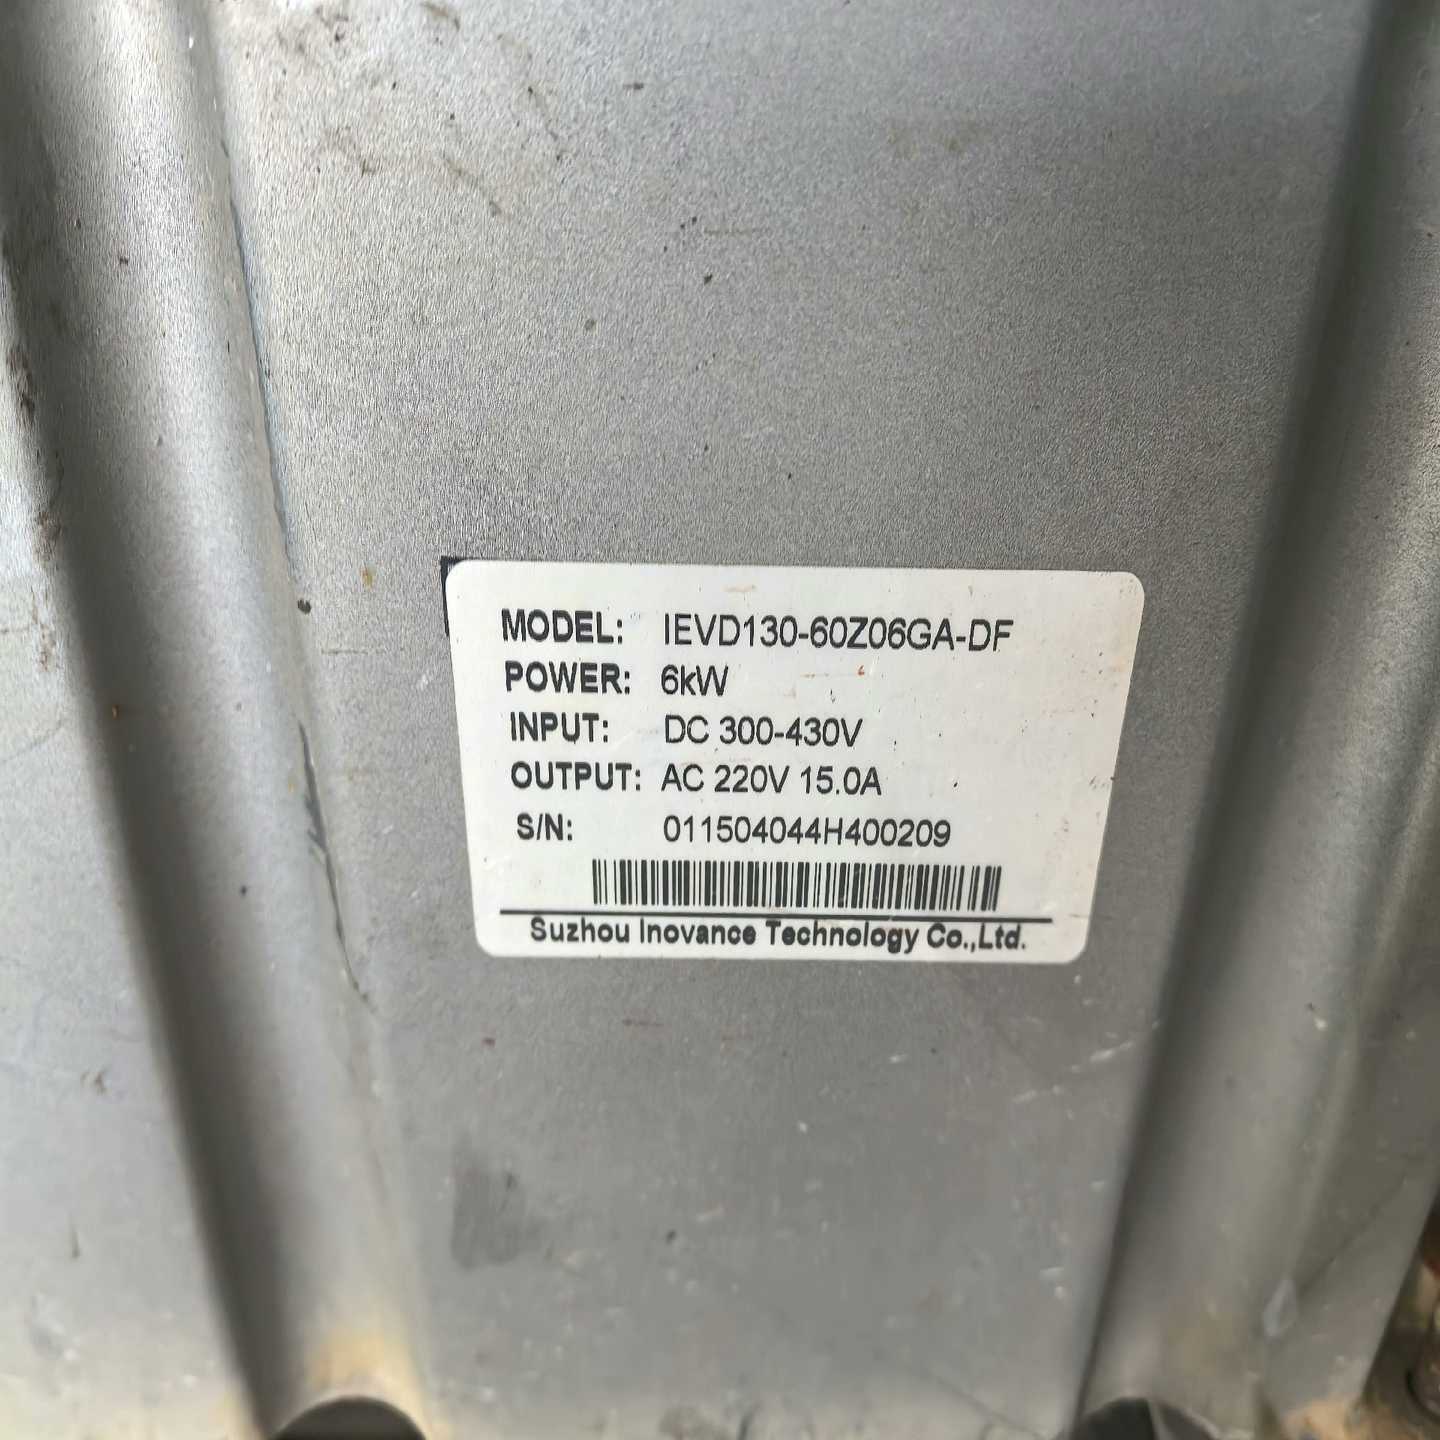 MODEL: IEVD130-60Z06GA-DF
POWER: 6kW
INPUT: DC 300-430V
OUTPUT: AC 220V 15.0A
S/N: 011504044H400209
Suzhou Inovance Technology Co.,Ltd.